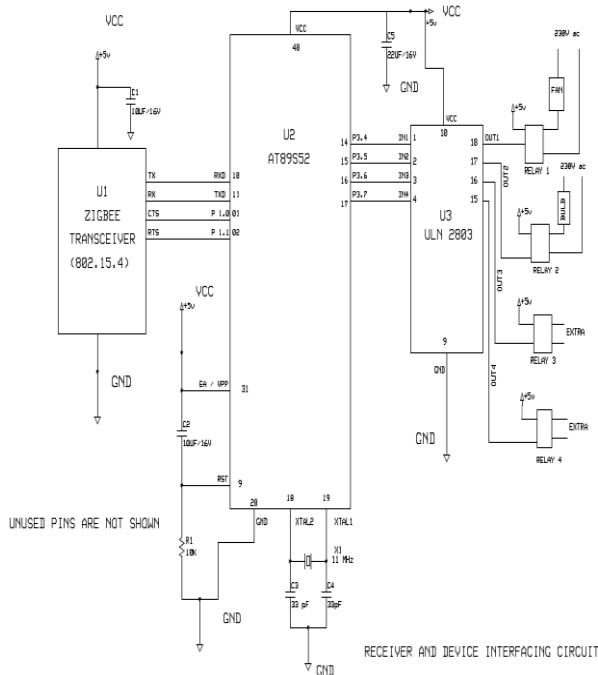 VCC
+5v
C1
10UF/16V
U1
ZIGBEE
TRANSCEIVER
(802.15.4)
TX
RX
CTS
RTS
GND
RXD
TXD
P 1.0
P 1.1
10
11
01
02
VCC
+5v
EA / VPP
31
C2
10UF/16V
RST
9
R1
10K
GND
UNUSED PINS ARE NOT SHOWN
VCC
40
U2
AT89S52
14
15
16
17
20
GND
18
19
XTAL2
XTAL1
X1
11 MHz
C3
33 pF
C4
33pF
GND
C5
22UF/16V
GND
+5v
VCC
P3.4
P3.5
P3.6
P3.7
IN1
IN2
IN3
IN4
1
2
3
4
VCC
10
U3
ULN 2803
18
17
16
15
9
GND
GND
OUT1
OUT2
OUT3
OUT4
230V ac
FAN
+5v
RELAY 1
230V ac
BULB
+5v
RELAY 2
+5v
EXTRA
RELAY 3
+5v
EXTRA
RELAY 4
RECEIVER AND DEVICE INTERFACING CIRCUIT